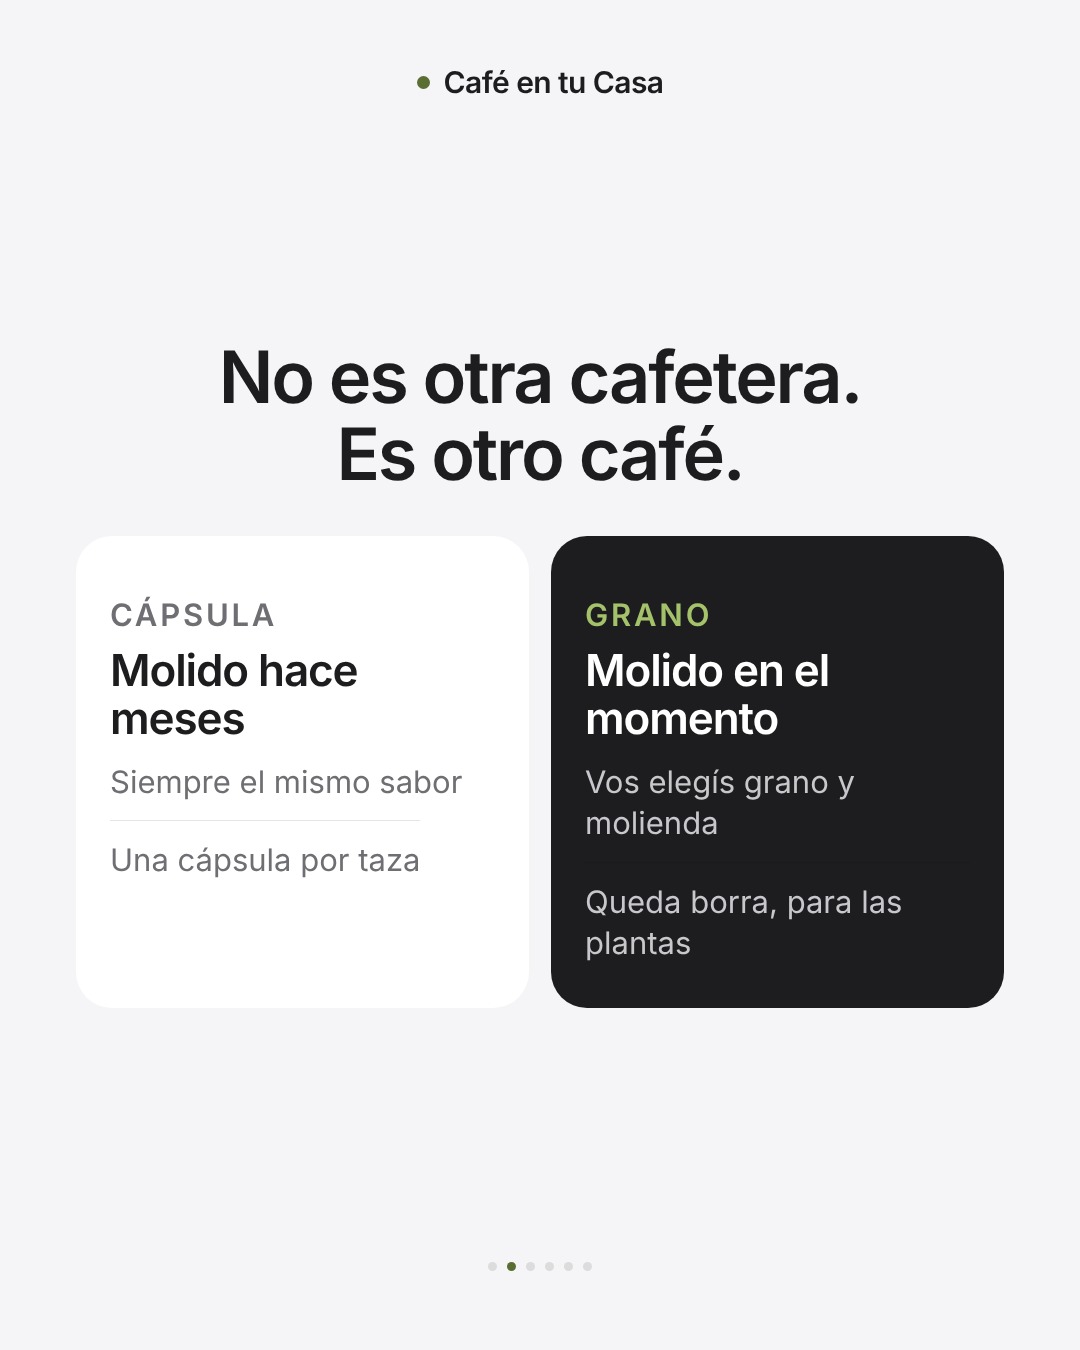 Café en tu Casa
No es otra cafetera.
Es otro café.
CÁPSULA
Molido hace
meses
Siempre el mismo sabor
Una cápsula por taza
GRANO
Molido en el
momento
Vos elegís grano y
molienda
Queda borra, para las
plantas